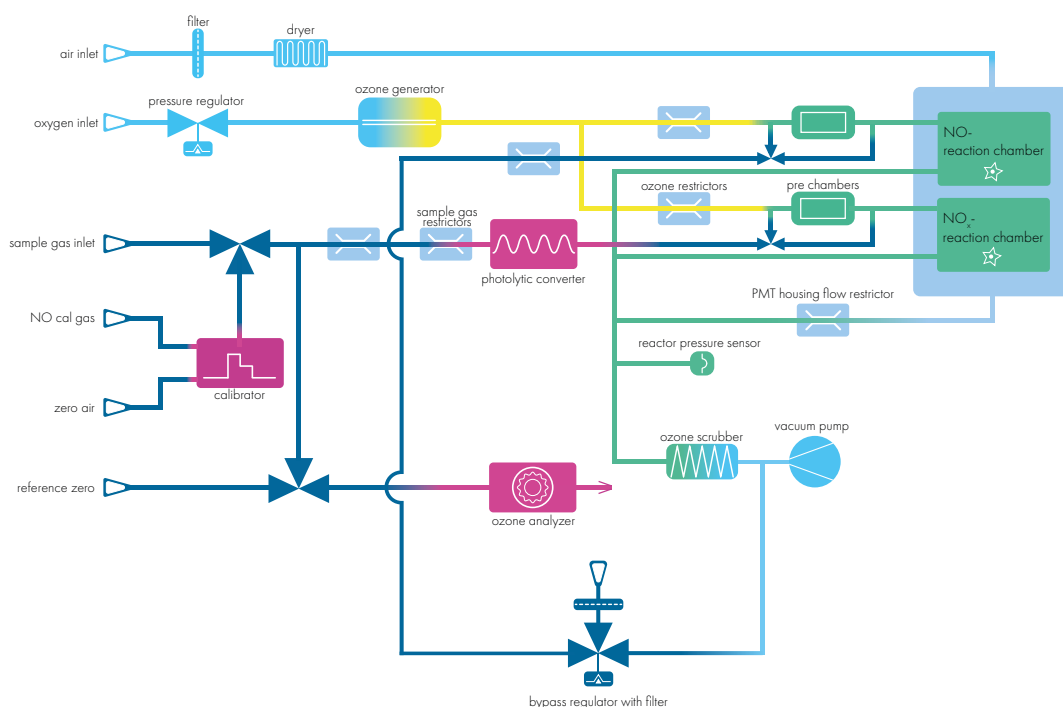 filter
dryer
air inlet
pressure regulator
ozone generator
oxygen inlet
NO-
reaction chamber
ozone restrictors
pre chambers
sample gas
restrictors
NOx-
reaction chamber
sample gas inlet
photolytic converter
PMT housing flow restrictor
NO cal gas
reactor pressure sensor
calibrator
zero air
vacuum pump
ozone scrubber
reference zero
ozone analyzer
bypass regulator with filter